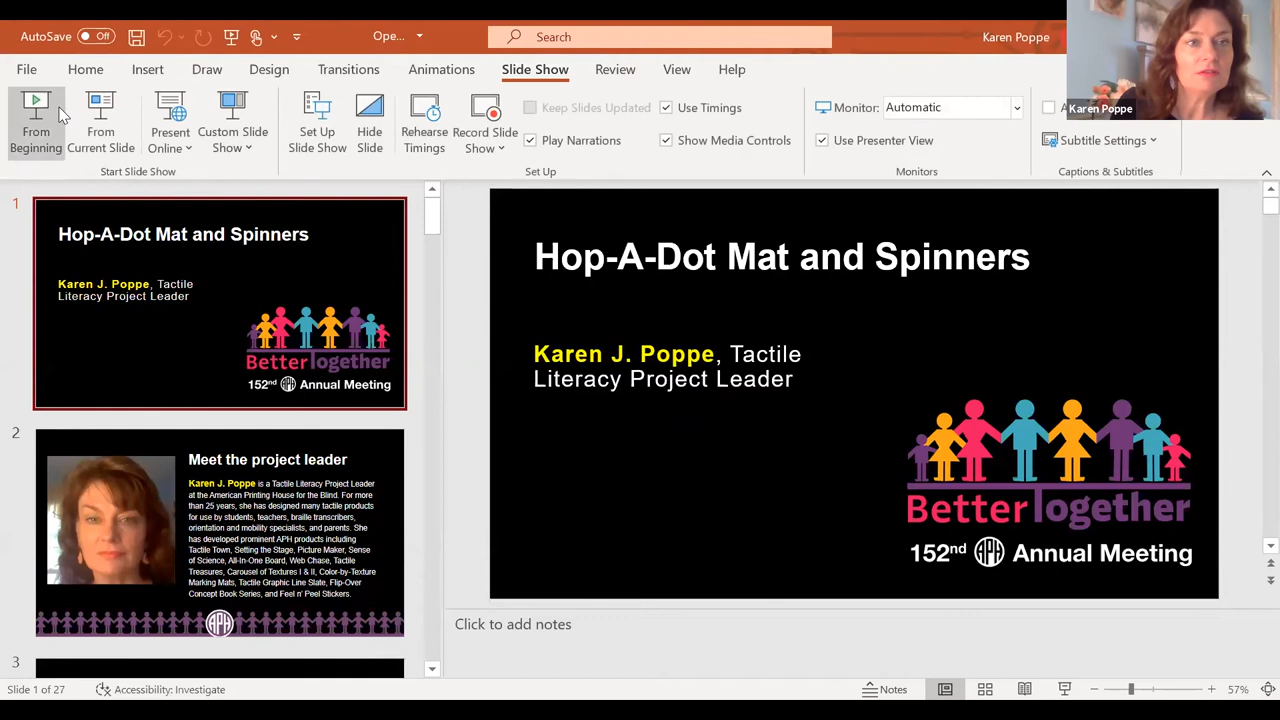 AutoSave Off
Ope...
Search
Karen Poppe
Karen Poppe
File Home Insert Draw Design Transitions Animations Slide Show Review View Help
From Beginning
From Current Slide
Present Online
Custom Slide Show
Start Slide Show
Set Up Slide Show
Hide Slide
Rehearse Timings
Record Slide Show
Keep Slides Updated
Use Timings
Play Narrations
Show Media Controls
Set Up
Monitor: Automatic
Use Presenter View
Monitors
Subtitle Settings
Captions & Subtitles
1
Hop-A-Dot Mat and Spinners
Karen J. Poppe, Tactile
Literacy Project Leader
BetterTogether
152nd APH Annual Meeting
2
Meet the project leader
Karen J. Poppe is a Tactile Literacy Project Leader
at the American Printing House for the Blind. For more
than 25 years, she has designed many tactile products
for use by students, teachers, braille transcribers,
orientation and mobility specialists, and parents. She
has developed prominent APH products including
Tactile Town, Setting the Stage, Picture Maker, Sense
of Science, All-In-One Board, Web Chase, Tactile
Treasures, Carousel of Textures I & II, Color-by-Texture
Marking Mats, Tactile Graphic Line Slate, Flip-Over
Concept Book Series, and Feel n' Peel Stickers.
APH
3
Hop-A-Dot Mat and Spinners
Karen J. Poppe, Tactile
Literacy Project Leader
BetterTogether
152nd APH Annual Meeting
Click to add notes
Slide 1 of 27
Accessibility: Investigate
Notes
57%